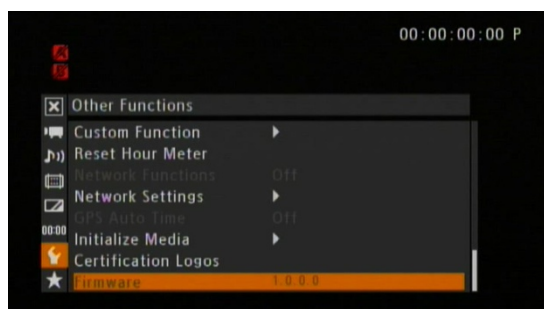 00:00:00:00 P
Other Functions
Custom Function
Reset Hour Meter
Network Functions Off
Network Settings
GPS Auto Time Off
00:00
Initialize Media
Certification Logos
Firmware 1.0.0.0